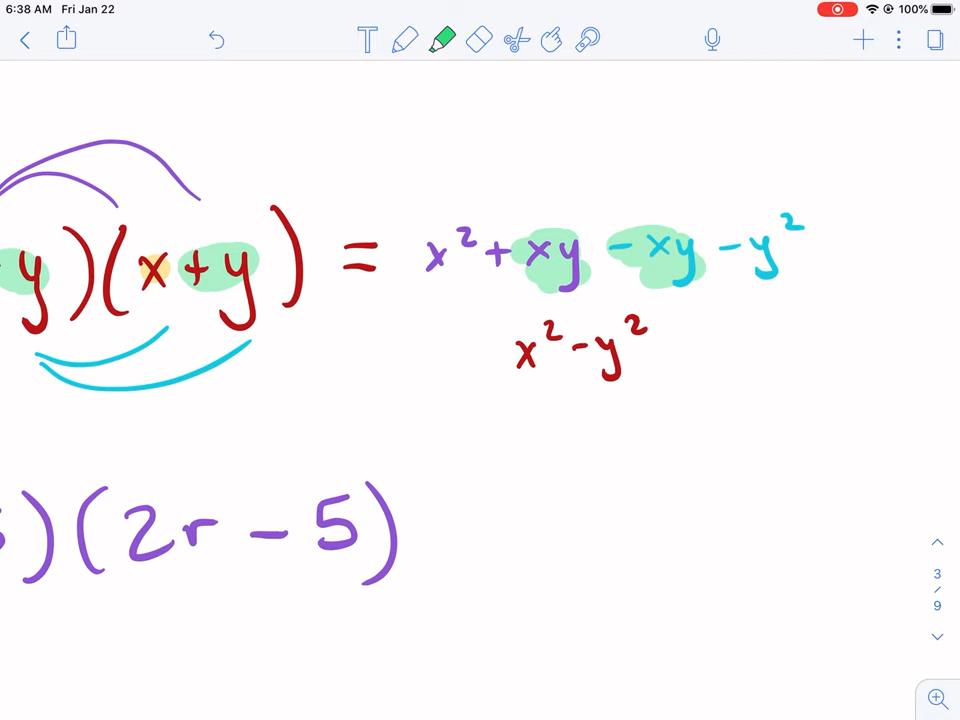 6:38 AM Fri Jan 22 100%
T
y)(x + y) = x² + xy - xy - y²
x² - y²
)(2r - 5)
3
/
9